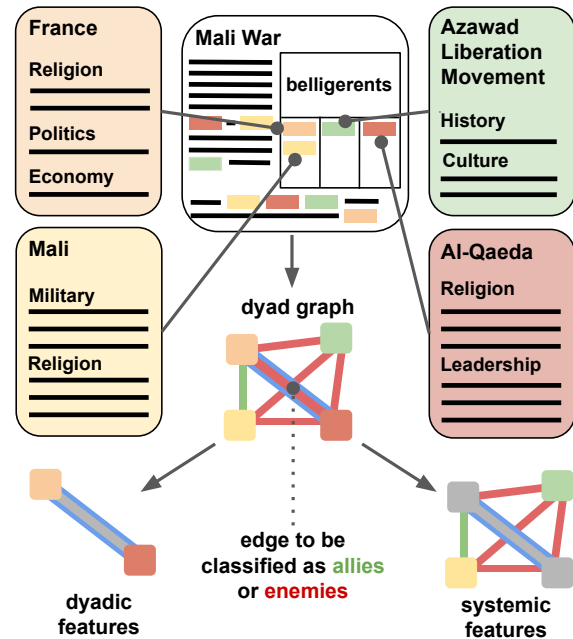 France
Religion
Politics
Economy
Mali War
belligerents
Azawad
Liberation
Movement
History
Culture
Mali
Military
Religion
Al-Qaeda
Religion
Leadership
dyad graph
dyadic
features
edge to be
classified as allies
or enemies
systemic
features